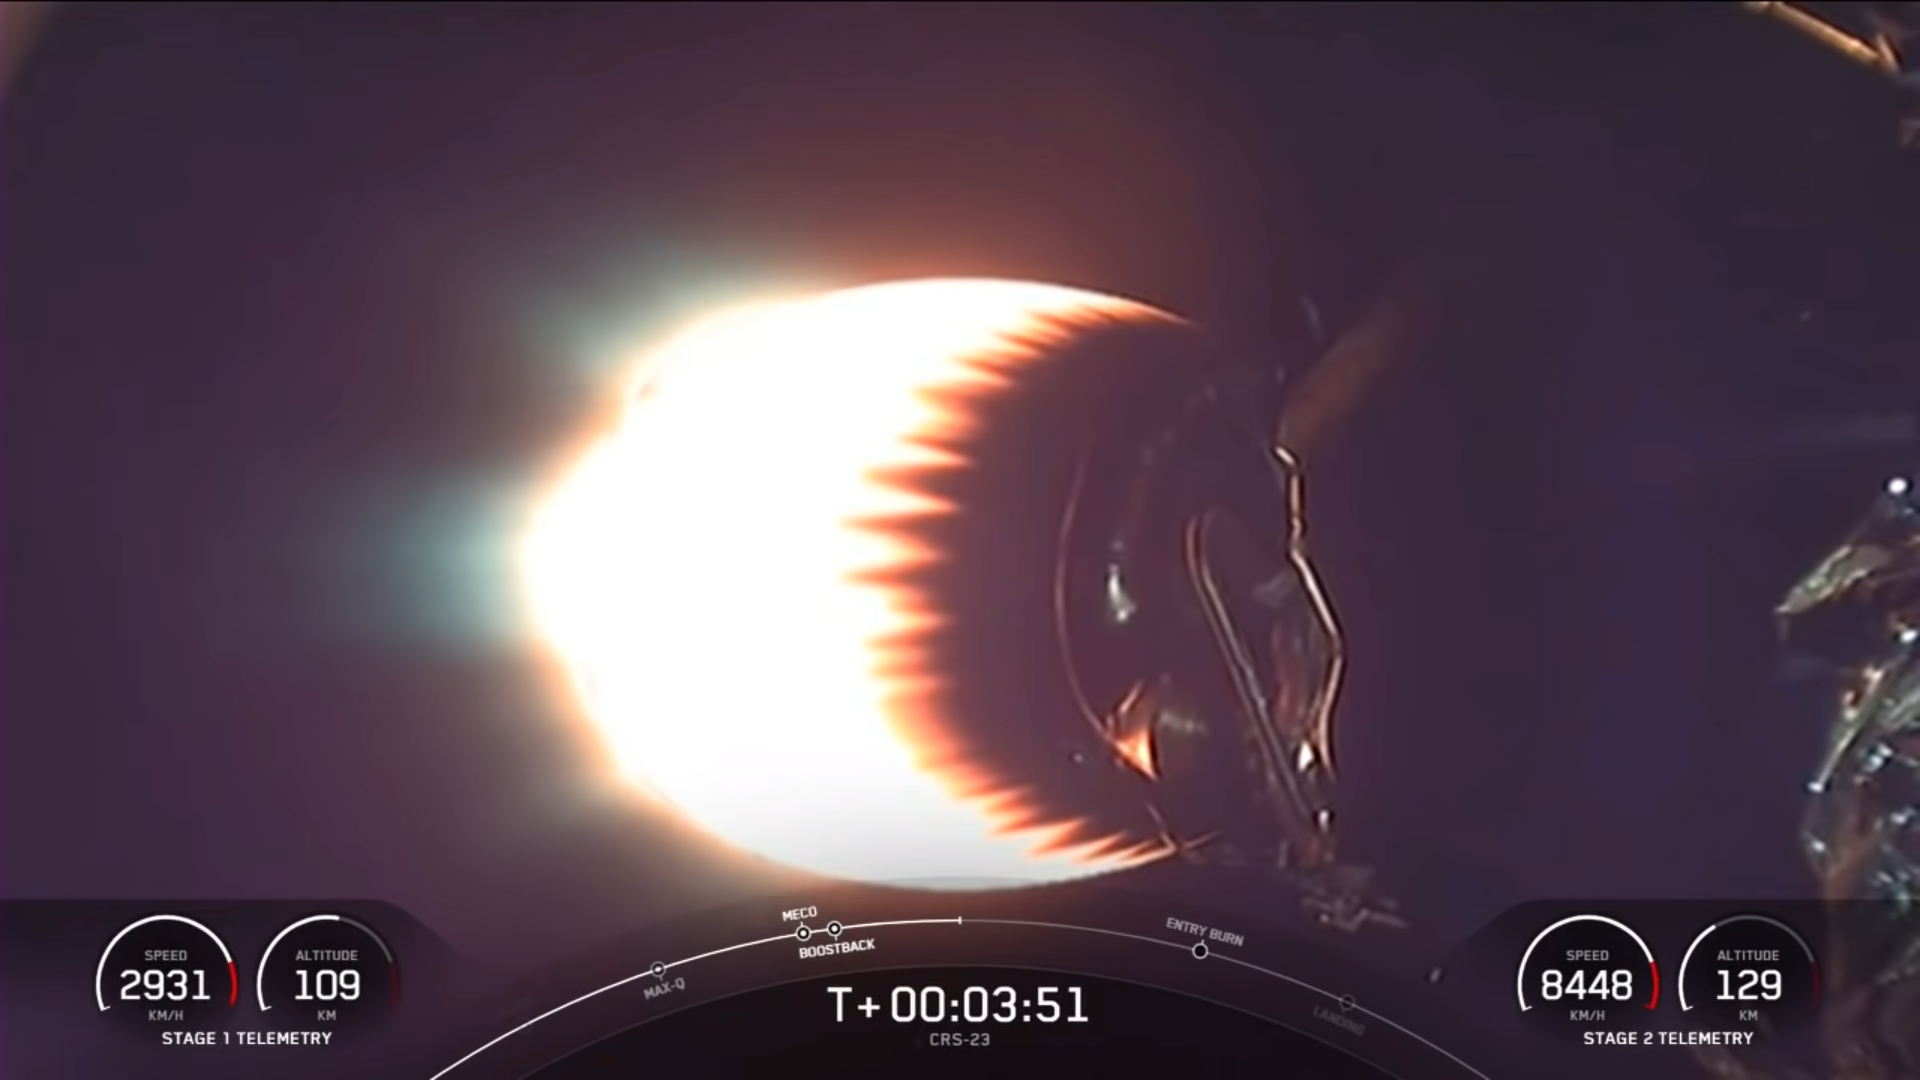 MECO
BOOSTBACK
MAX-Q
ENTRY BURN
LANDING
SPEED
2931
KM/H
ALTITUDE
109
KM
STAGE 1 TELEMETRY
T+ 00:03:51
CRS-23
SPEED
8448
KM/H
ALTITUDE
129
KM
STAGE 2 TELEMETRY